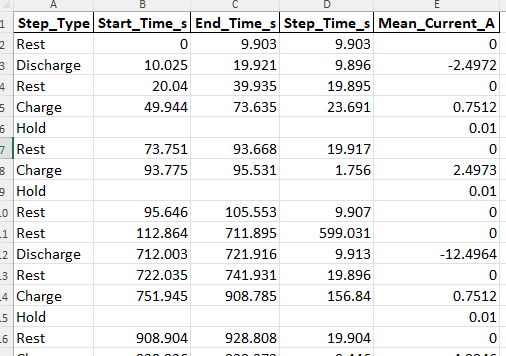 A B C D E
1 Step_Type Start_Time_s End_Time_s Step_Time_s Mean_Current_A
2 Rest 0 9.903 9.903 0
3 Discharge 10.025 19.921 9.896 -2.4972
4 Rest 20.04 39.935 19.895 0
5 Charge 49.944 73.635 23.691 0.7512
6 Hold 0.01
7 Rest 73.751 93.668 19.917 0
8 Charge 93.775 95.531 1.756 2.4973
9 Hold 0.01
10 Rest 95.646 105.553 9.907 0
11 Rest 112.864 711.895 599.031 0
12 Discharge 712.003 721.916 9.913 -12.4964
13 Rest 722.035 741.931 19.896 0
14 Charge 751.945 908.785 156.84 0.7512
15 Hold 0.01
16 Rest 908.904 928.808 19.904 0